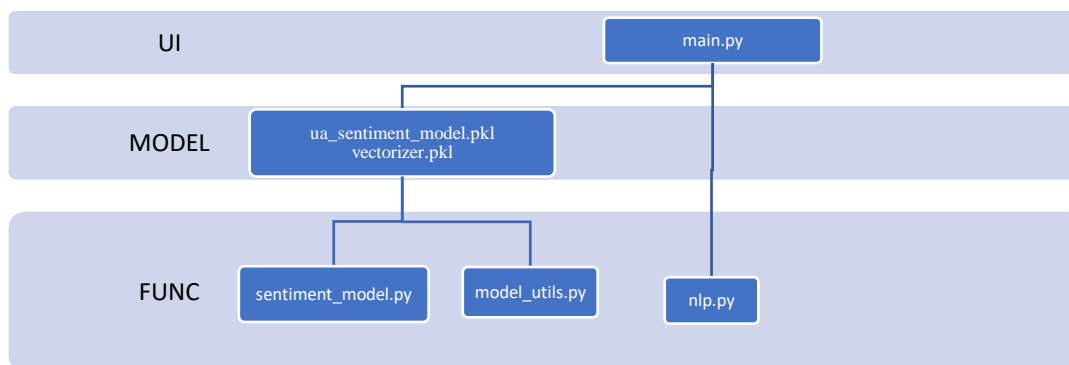 UI
main.py
MODEL
ua_sentiment_model.pkl
vectorizer.pkl
FUNC
sentiment_model.py
model_utils.py
nlp.py